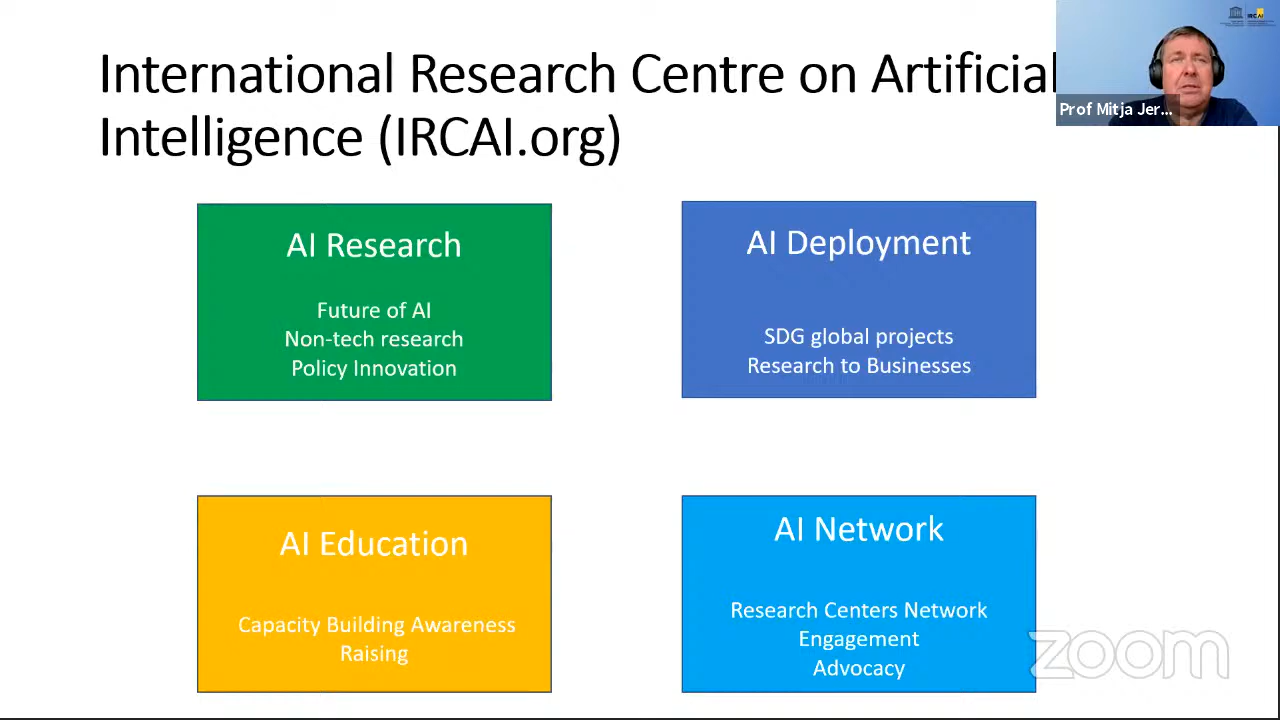 International Research Centre on Artificial
Intelligence (IRCAI.org)
Prof Mitja Jer...
AI Research
Future of AI
Non-tech research
Policy Innovation
AI Deployment
SDG global projects
Research to Businesses
AI Education
Capacity Building Awareness
Raising
AI Network
Research Centers Network
Engagement
Advocacy
zoom